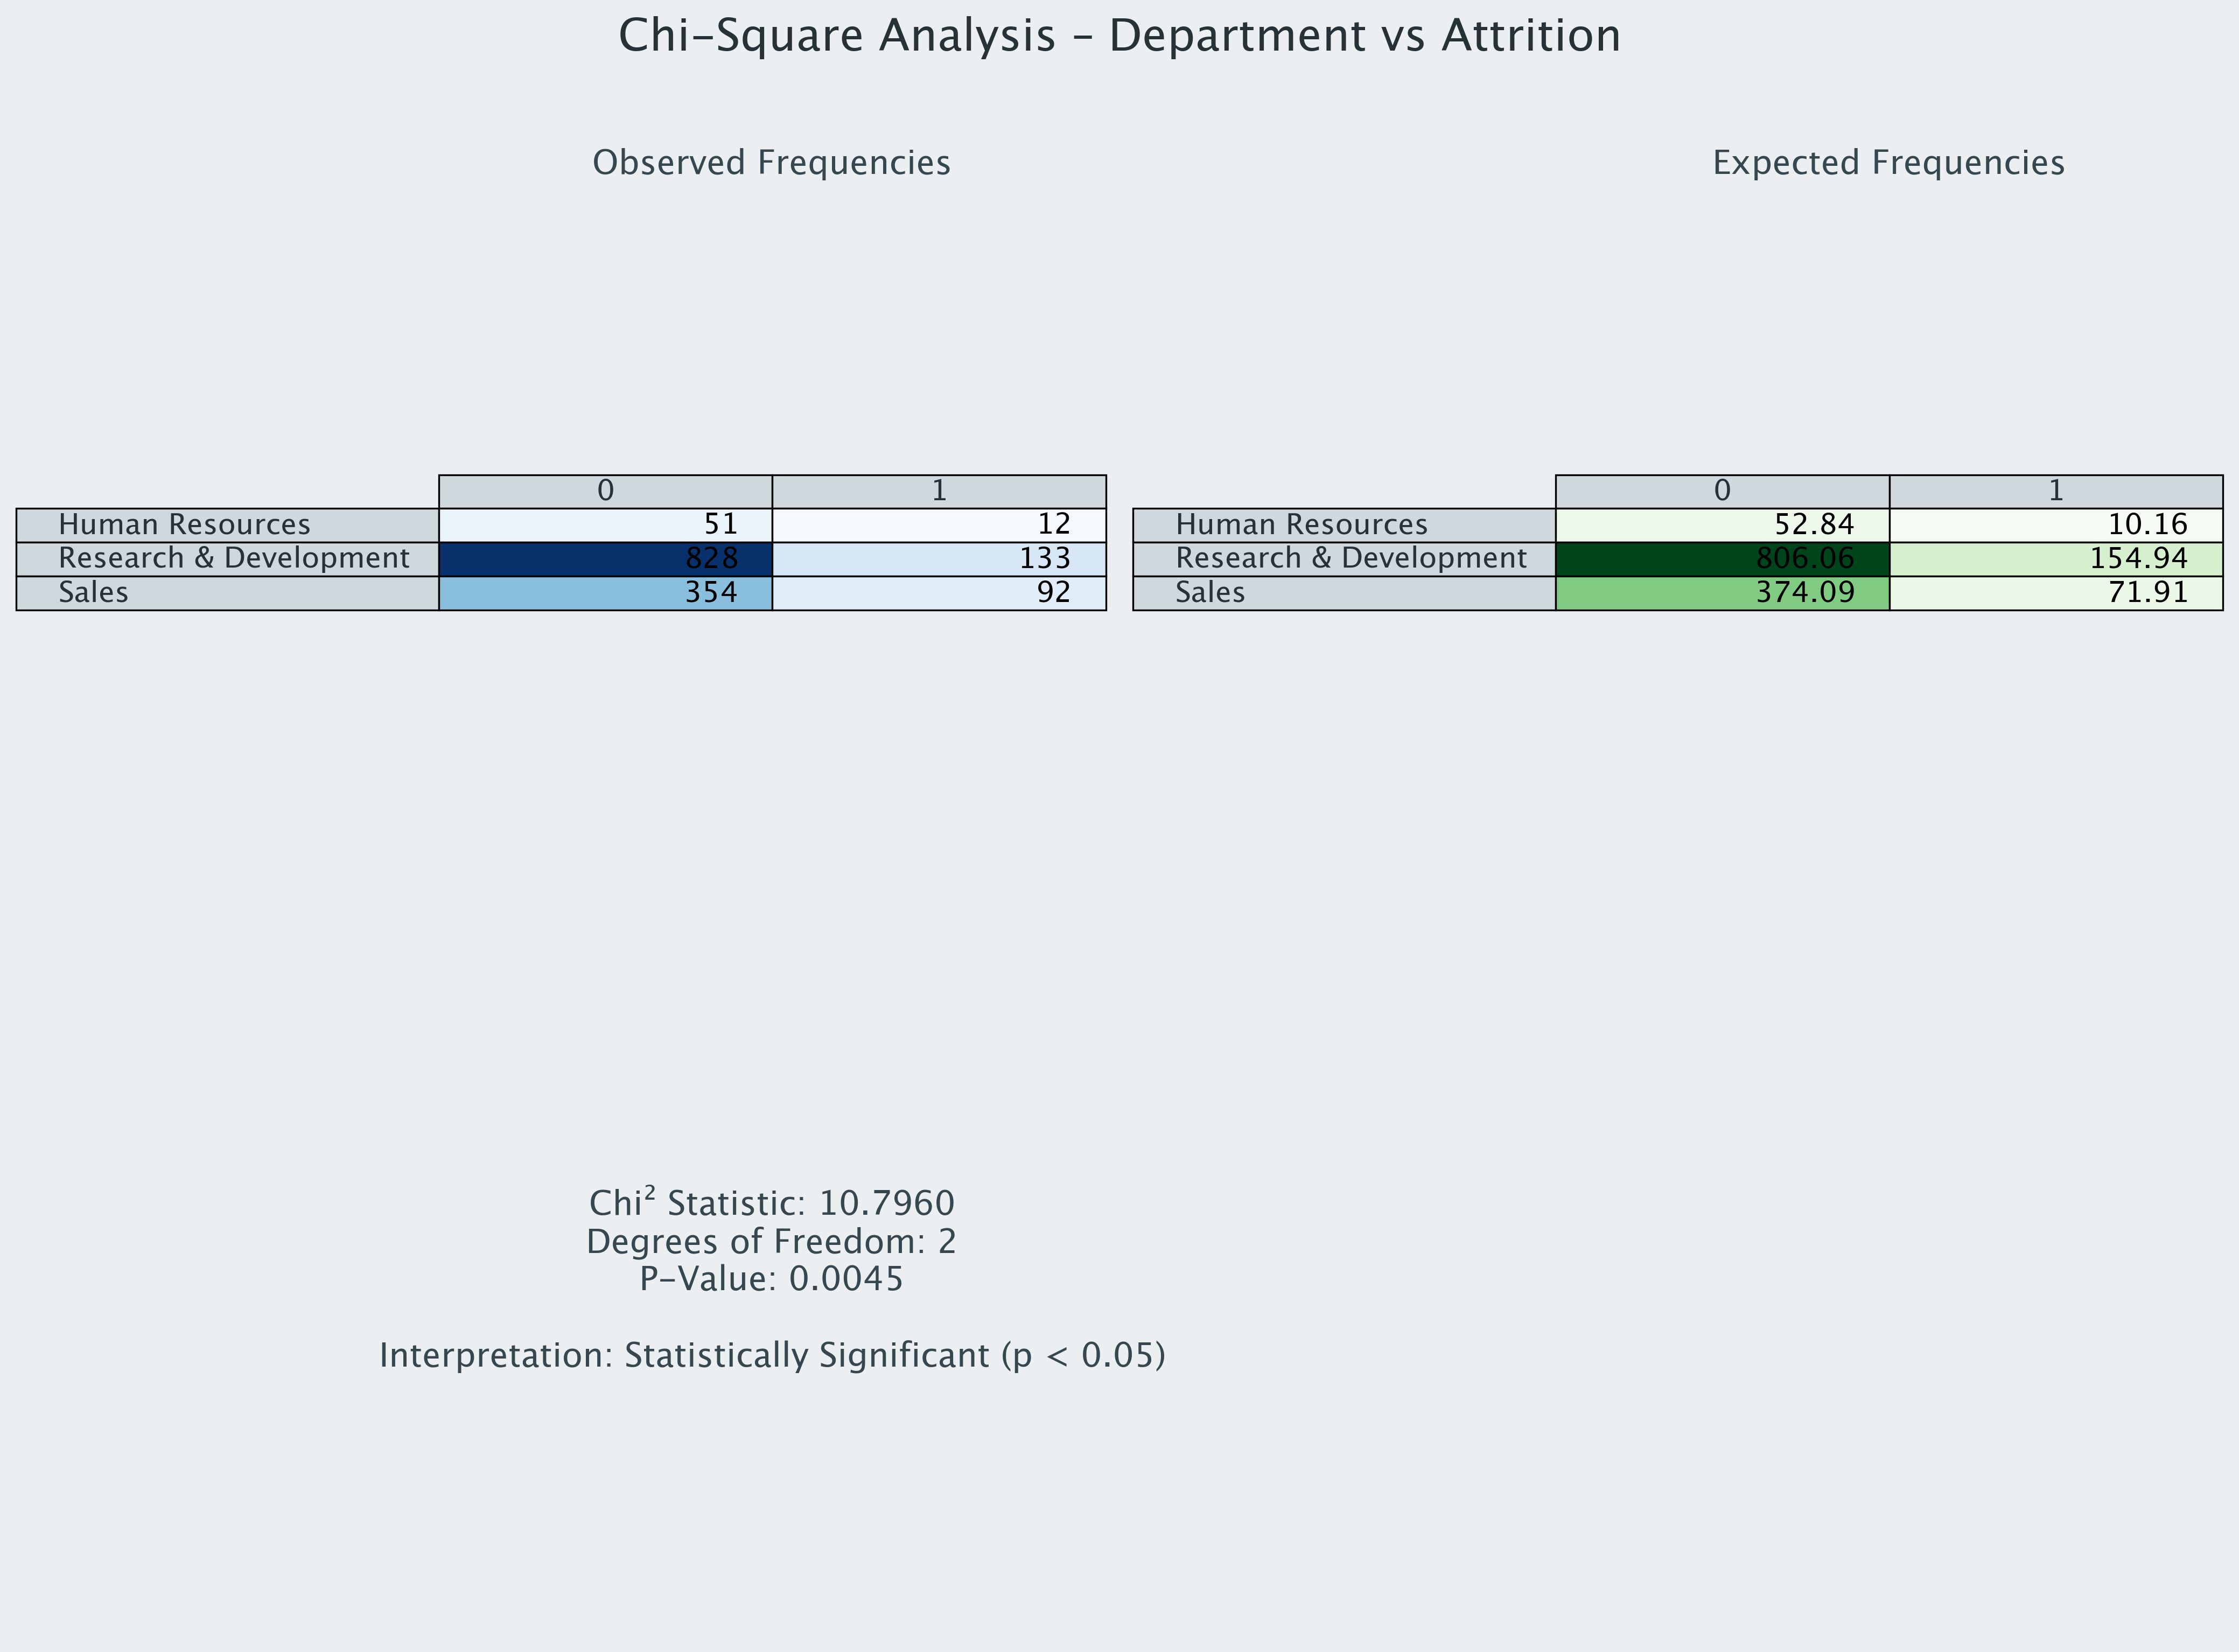 Chi–Square Analysis – Department vs Attrition
Observed Frequencies
Expected Frequencies
0 1
Human Resources 51 12
Research & Development 828 133
Sales 354 92
0 1
Human Resources 52.84 10.16
Research & Development 806.06 154.94
Sales 374.09 71.91
Chi² Statistic: 10.7960
Degrees of Freedom: 2
P–Value: 0.0045
Interpretation: Statistically Significant (p < 0.05)